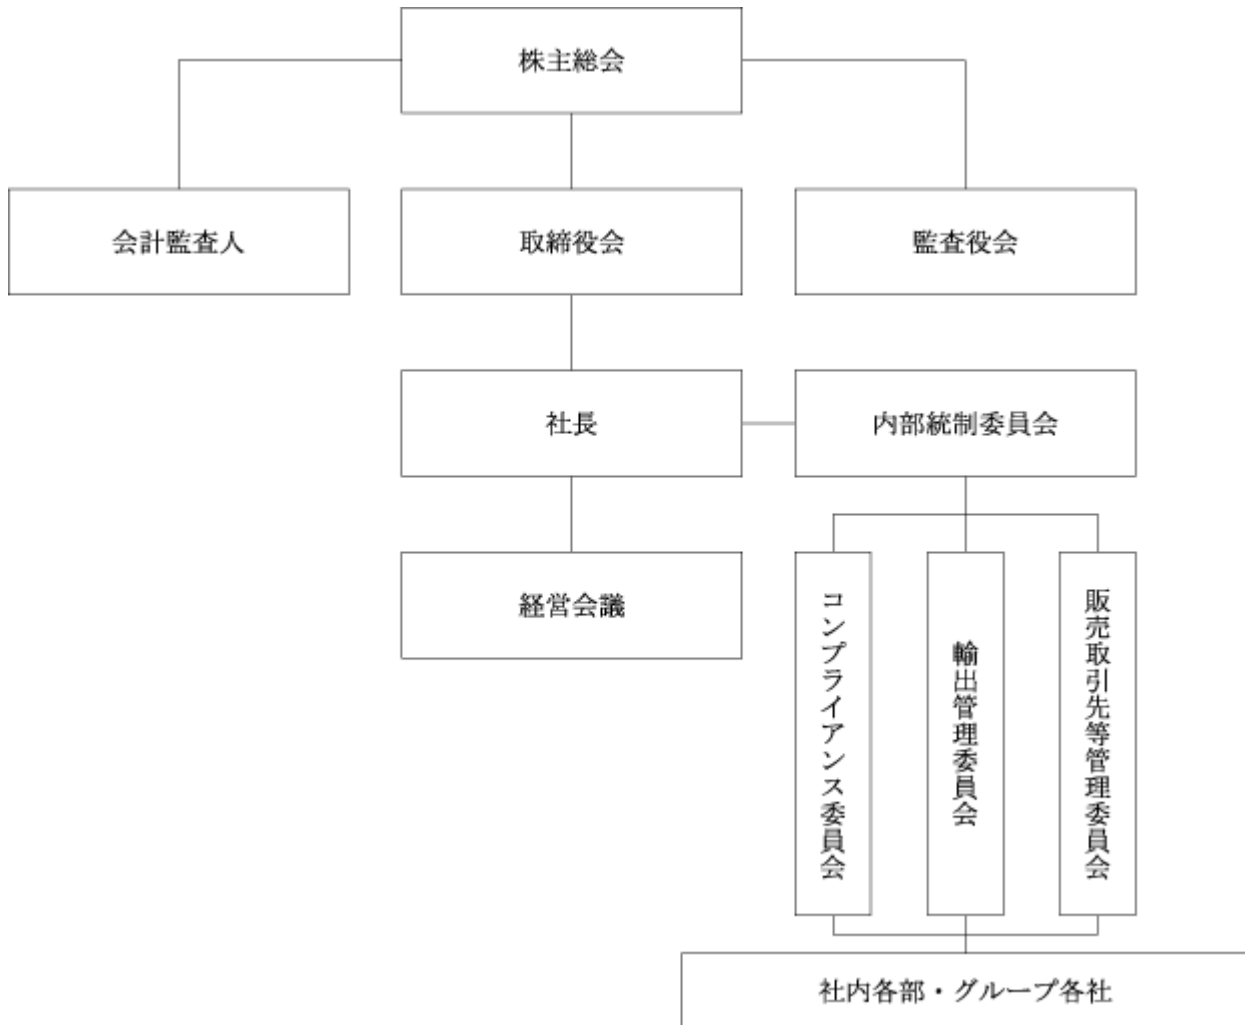 株主総会
会計監査人
取締役会
監査役会
社長
内部統制委員会
経営会議
コンプライアンス委員会
輸出管理委員会
販売取引先等管理委員会
社内各部・グループ各社